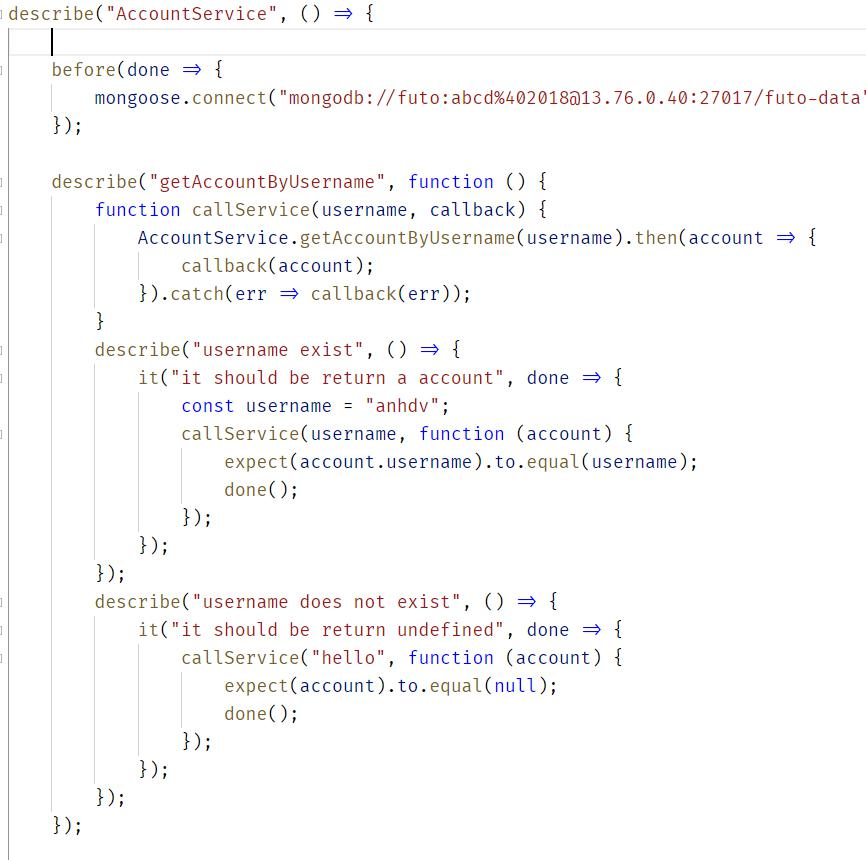 describe("AccountService", () => {
before(done => {
mongoose.connect("mongodb://futo:abcd%402018@13.76.0.40:27017/futo-data"
});
describe("getAccountByUsername", function () {
function callService(username, callback) {
AccountService.getAccountByUsername(username).then(account => {
callback(account);
}).catch(err => callback(err));
}
describe("username exist", () => {
it("it should be return a account", done => {
const username = "anhdv";
callService(username, function (account) {
expect(account.username).to.equal(username);
done();
});
});
});
describe("username does not exist", () => {
it("it should be return undefined", done => {
callService("hello", function (account) {
expect(account).to.equal(null);
done();
});
});
});
});